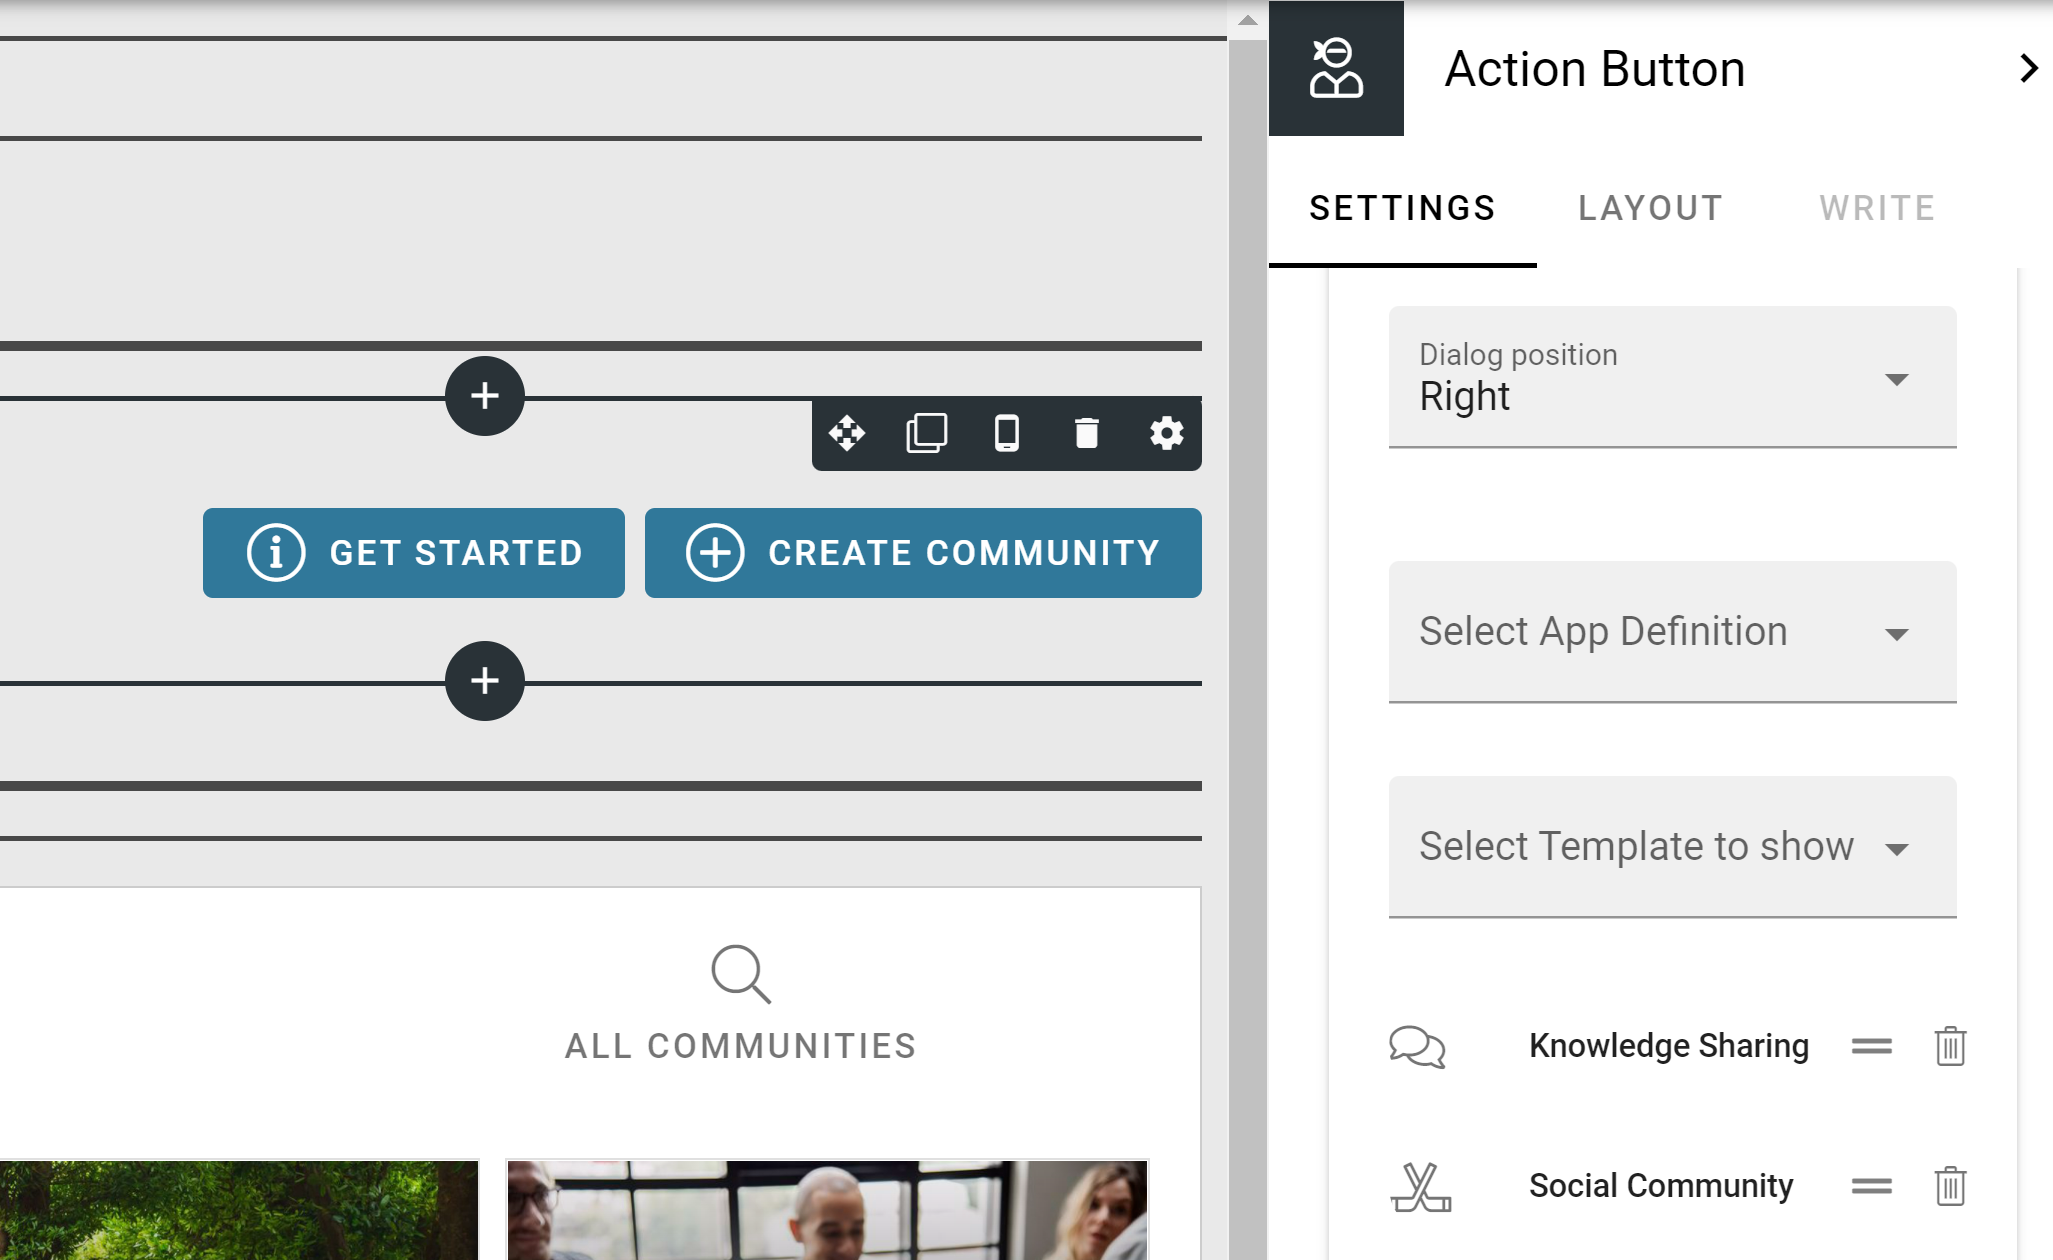 Action Button
SETTINGS
LAYOUT
WRITE
Dialog position
Right
GET STARTED
CREATE COMMUNITY
Select App Definition
Select Template to show
ALL COMMUNITIES
Knowledge Sharing
Social Community